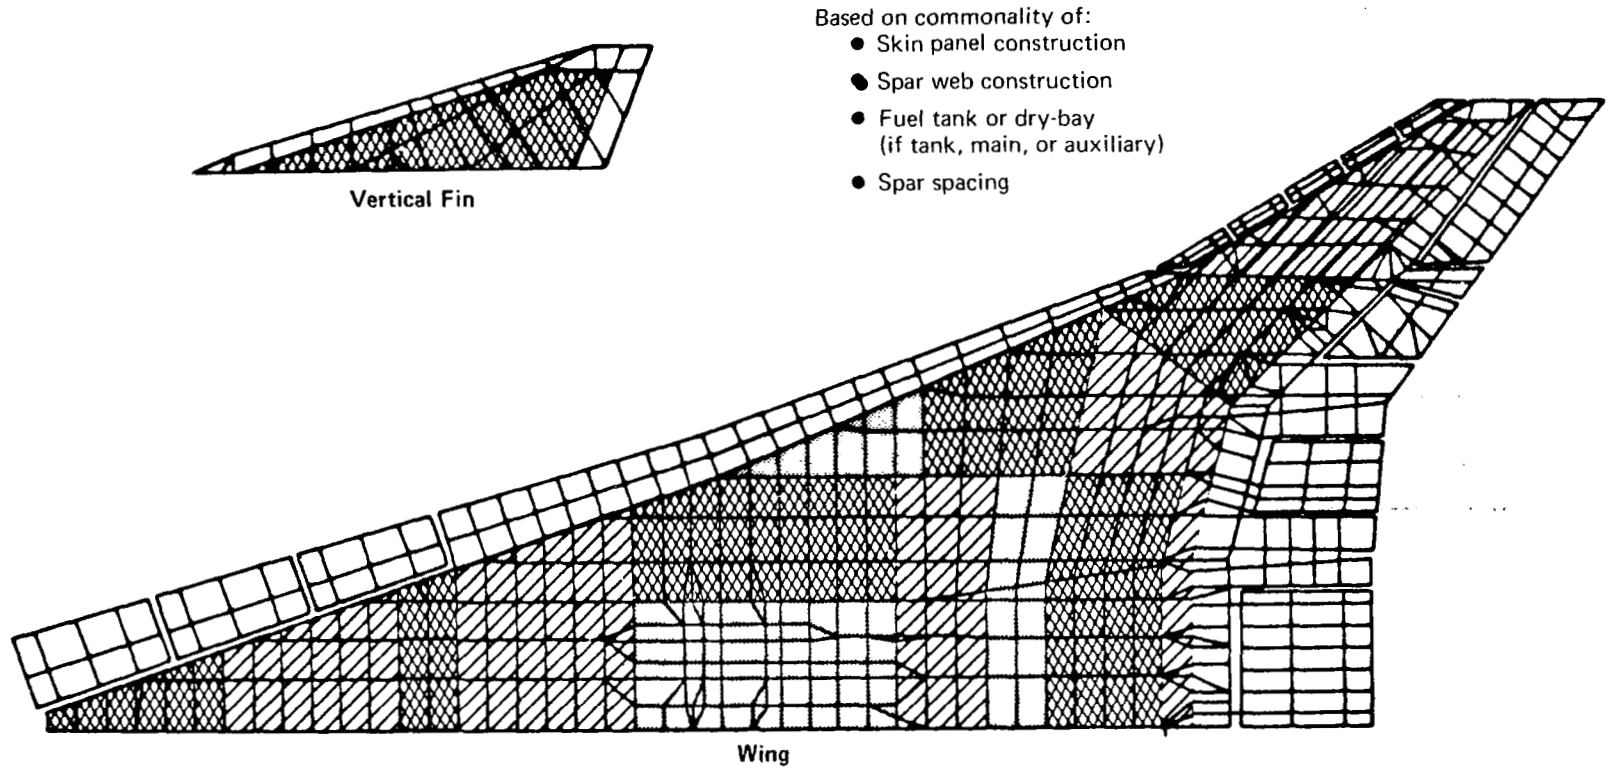 Based on commonality of:
● Skin panel construction
● Spar web construction
● Fuel tank or dry-bay
(if tank, main, or auxiliary)
● Spar spacing
Vertical Fin
Wing